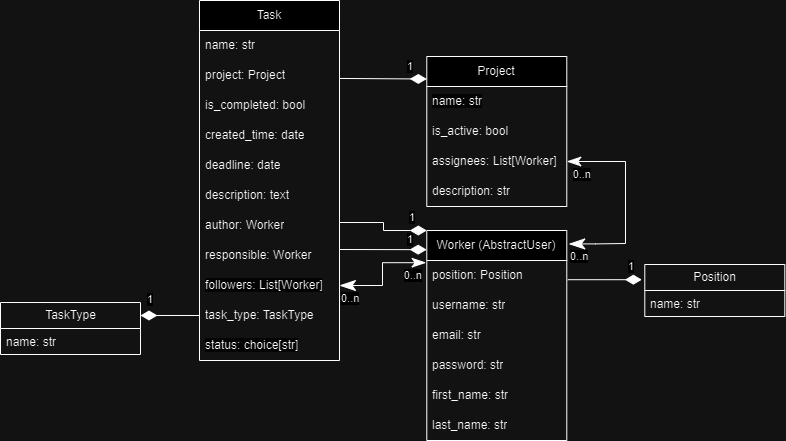 Task
name: str
project: Project
is_completed: bool
created_time: date
deadline: date
description: text
author: Worker
responsible: Worker
followers: List[Worker]
task_type: TaskType
status: choice[str]
1
Project
name: str
is_active: bool
assignees: List[Worker]
description: str
0..n
0..n
1
1
0..n
0..n
Worker (AbstractUser)
position: Position
username: str
email: str
password: str
first_name: str
last_name: str
1
Position
name: str
1
TaskType
name: str